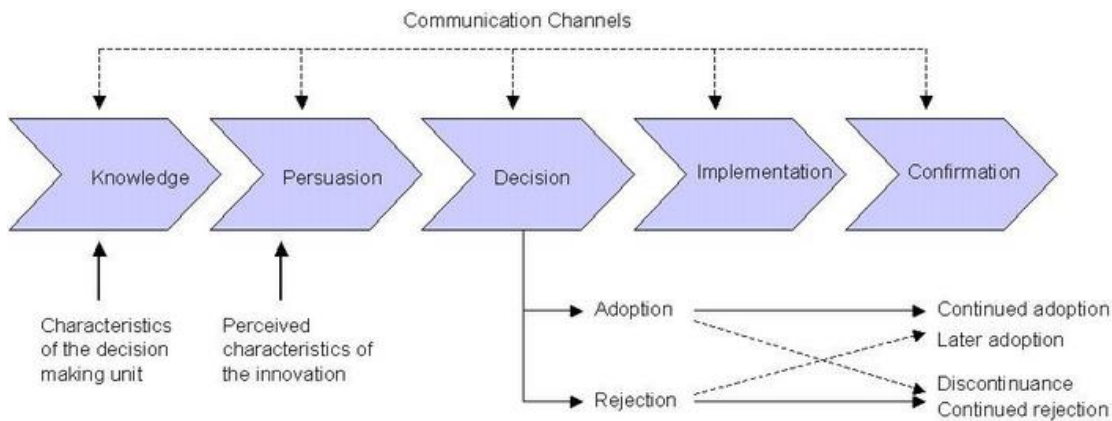 Communication Channels
Knowledge
Persuasion
Decision
Implementation
Confirmation
Characteristics
of the decision
making unit
Perceived
characteristics of
the innovation
Adoption
Rejection
Continued adoption
Later adoption
Discontinuance
Continued rejection